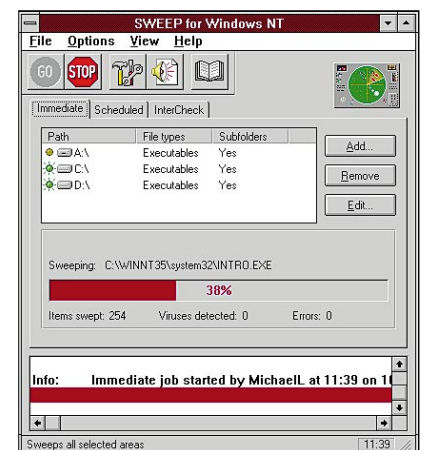 SWEEP for Windows NT
File Options View Help
GO STOP
Immediate Scheduled InterCheck
Path File types Subfolders
A:\ Executables Yes
C:\ Executables Yes
D:\ Executables Yes
Add...
Remove
Edit...
Sweeping: C:\WINNT35\system32\INTRO.EXE
38%
Items swept: 254 Viruses detected: 0 Errors: 0
Info: Immediate job started by MichaelL at 11:39 on
Sweeps all selected areas 11:39